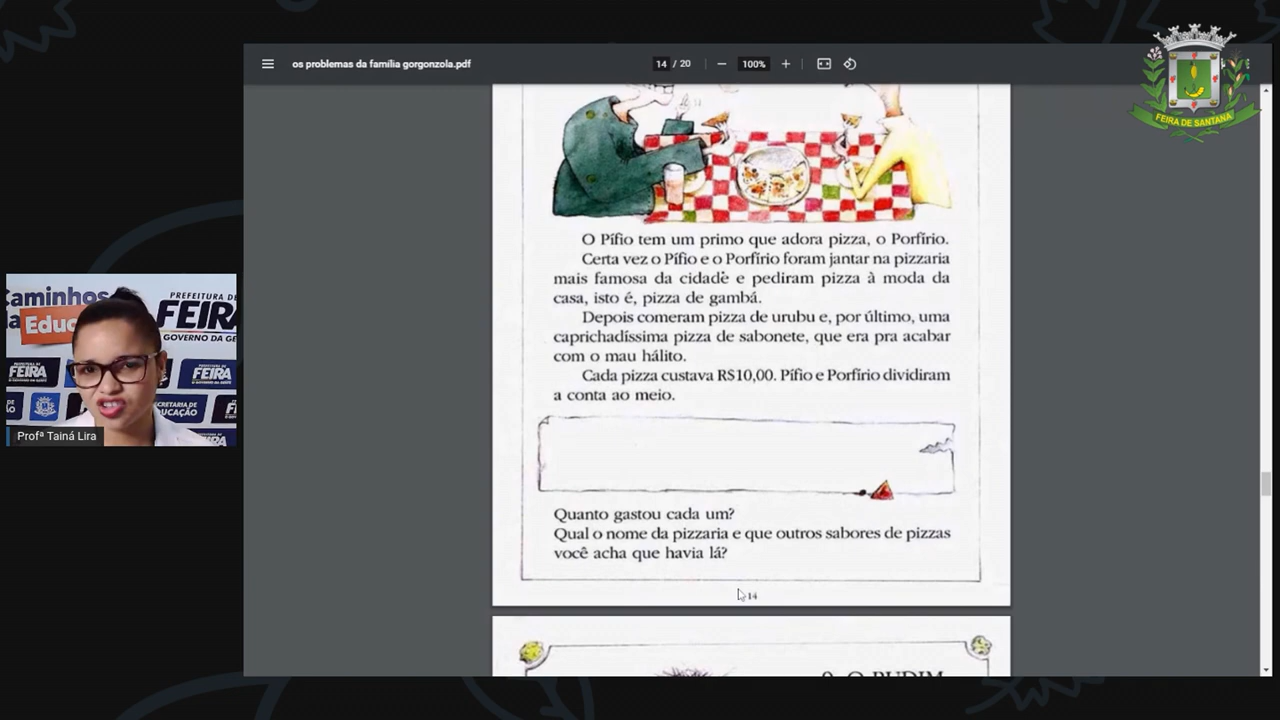 os problemas da família gorgonzola.pdf
14 / 20
100%
FEIRA DE SANTANA
O Pífio tem um primo que adora pizza, o Porfírio.
Certa vez o Pífio e o Porfírio foram jantar na pizzaria
mais famosa da cidade e pediram pizza à moda da
casa, isto é, pizza de gambá.
Depois comeram pizza de urubu e, por último, uma
caprichadíssima pizza de sabonete, que era pra acabar
com o mau hálito.
Cada pizza custava R$10,00. Pífio e Porfírio dividiram
a conta ao meio.
Quanto gastou cada um?
Qual o nome da pizzaria e que outros sabores de pizzas
você acha que havia lá?
14
9. O PUDIM
Caminhos
da Educ
PREFEITURA DE
FEIRA
GOVERNO DA GE
FEIRA
FEIRA
SECRETARIA DE
EDUCAÇÃO
Profª Tainá Lira